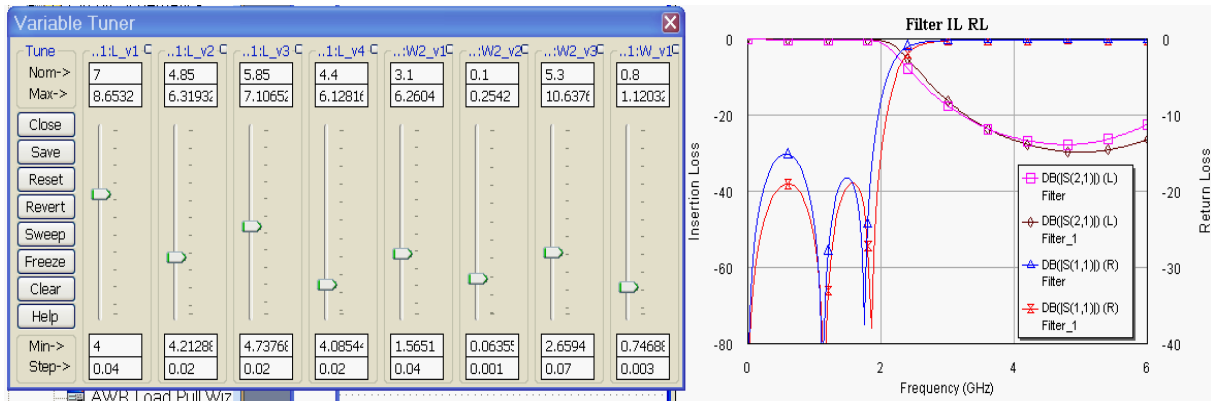 Variable Tuner
Tune ..1:L_v1 C ..1:L_v2 C ..1:L_v3 C ..1:L_v4 C ..:W2_v1C ..:W2_v2C ..:W2_v3C ..1:W_v1C
Nom-> 7 4.85 5.85 4.4 3.1 0.1 5.3 0.8
Max-> 8.6532 6.31932 7.10652 6.12816 6.2604 0.2542 10.6376 1.12032
Close
Save
Reset
Revert
Sweep
Freeze
Clear
Help
Min-> 4 4.21288 4.73768 4.08544 1.5651 0.06355 2.6594 0.74688
Step-> 0.04 0.02 0.02 0.02 0.04 0.001 0.07 0.003
AWR Load Pull Wiz
Filter IL RL
0
-20
-40
-60
-80
Insertion Loss
0
-10
-20
-30
-40
Return Loss
0 2 4 6
Frequency (GHz)
DB(|S(2,1)|) (L)
Filter
DB(|S(2,1)|) (L)
Filter_1
DB(|S(1,1)|) (R)
Filter
DB(|S(1,1)|) (R)
Filter_1